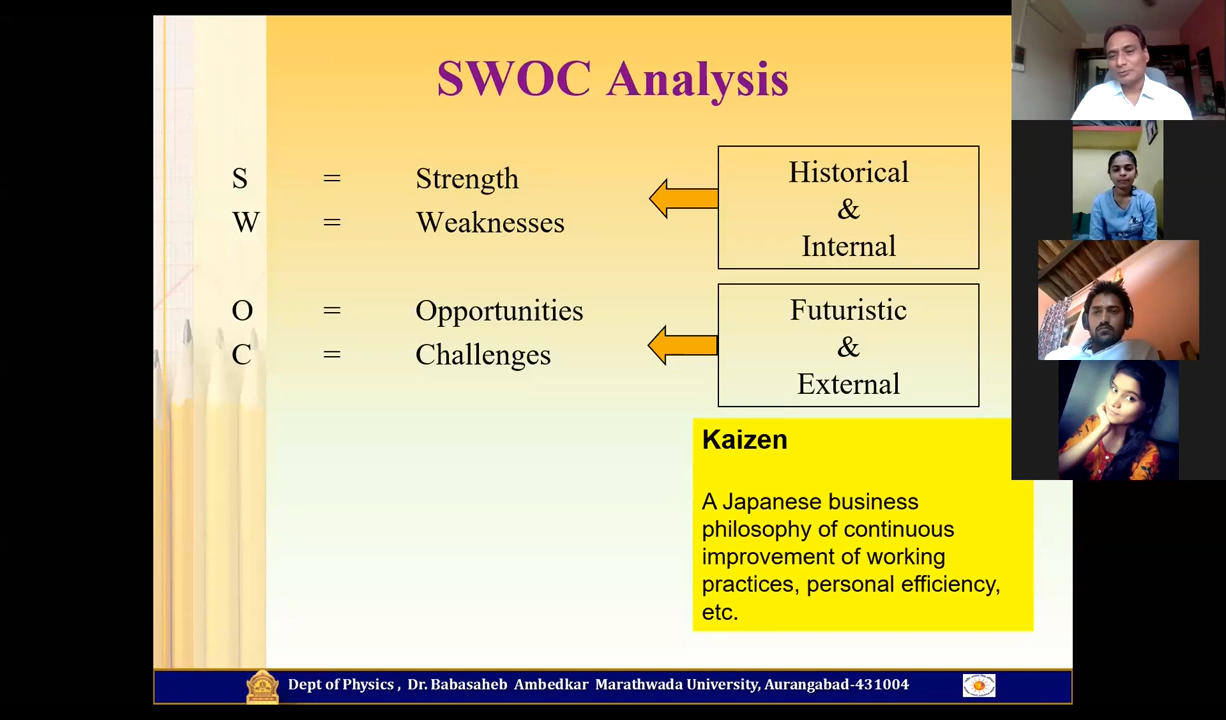 SWOC Analysis
S = Strength
W = Weaknesses
Historical
&
Internal
O = Opportunities
C = Challenges
Futuristic
&
External
Kaizen
A Japanese business
philosophy of continuous
improvement of working
practices, personal efficiency,
etc.
Dept of Physics , Dr. Babasaheb Ambedkar Marathwada University, Aurangabad-431004